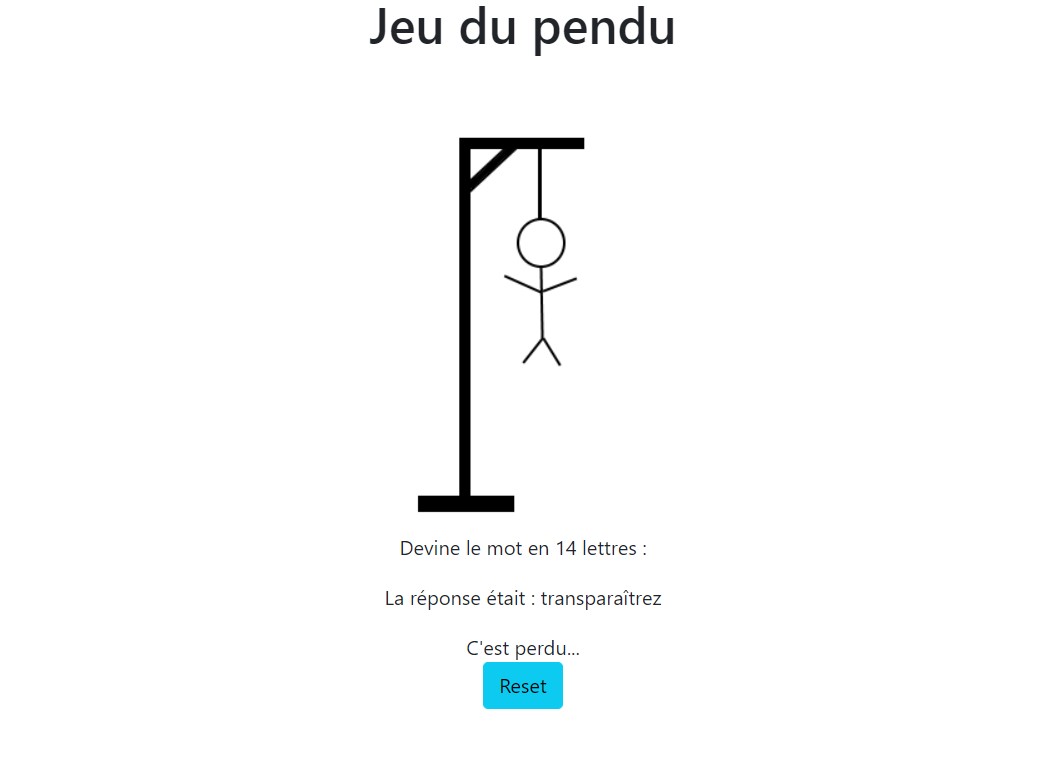 Jeu du pendu
Devine le mot en 14 lettres :
La réponse était : transparaîtrez
C'est perdu...
Reset